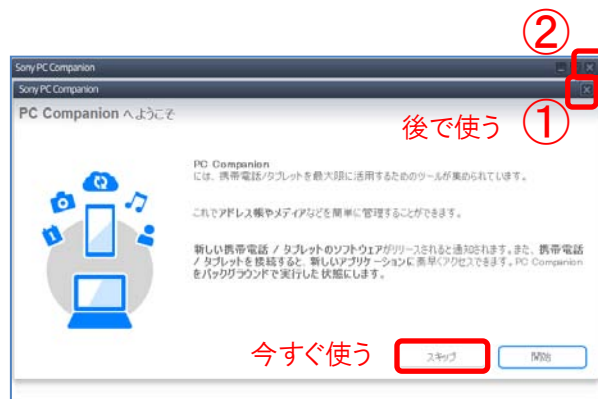 ②
Sony PC Companion
Sony PC Companion
PC Companion へようこそ
後で使う ①
PC Companion
には、携帯電話/タブレットを最大限に活用するためのツールが集められています。
これでアドレス帳やメディアなどを簡単に管理することができます。
新しい携帯電話 / タブレットのソフトウェアがリリースされると通知されます。また、携帯電話
/ タブレットを接続すると、新しいアプリケーションに素早くアクセスできます。PC Companion
をバックグラウンドで実行した状態にします。
今すぐ使う スキップ 開始